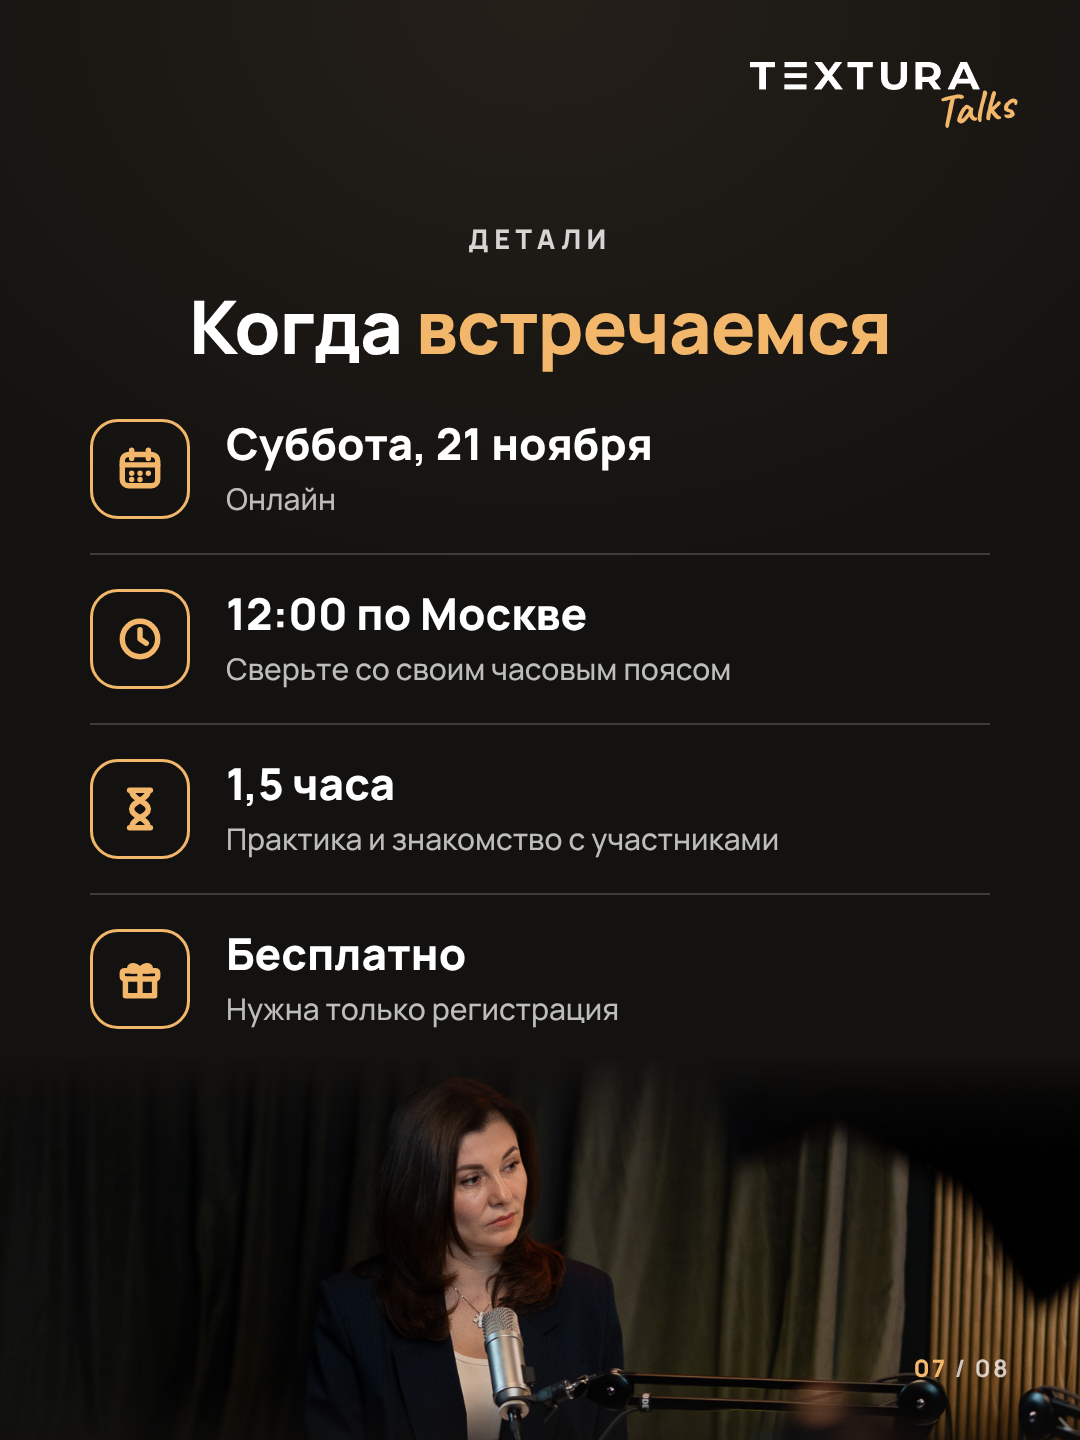 TEXTURA
Talks
ДЕТАЛИ
Когда встречаемся
Суббота, 21 ноября
Онлайн
12:00 по Москве
Сверьте со своим часовым поясом
1,5 часа
Практика и знакомство с участниками
Бесплатно
Нужна только регистрация
07 / 08